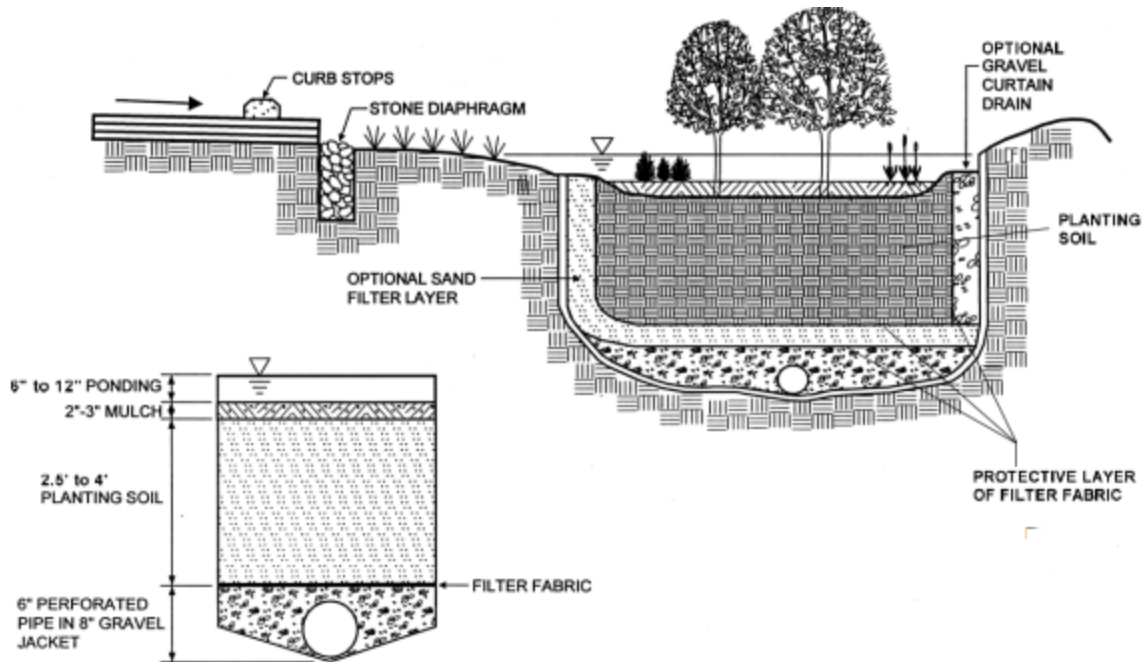 CURB STOPS
STONE DIAPHRAGM
OPTIONAL
GRAVEL
CURTAIN
DRAIN
PLANTING
SOIL
OPTIONAL SAND
FILTER LAYER
6" to 12" PONDING
2"-3" MULCH
2.5' to 4'
PLANTING SOIL
PROTECTIVE LAYER
OF FILTER FABRIC
FILTER FABRIC
6" PERFORATED
PIPE IN 8" GRAVEL
JACKET